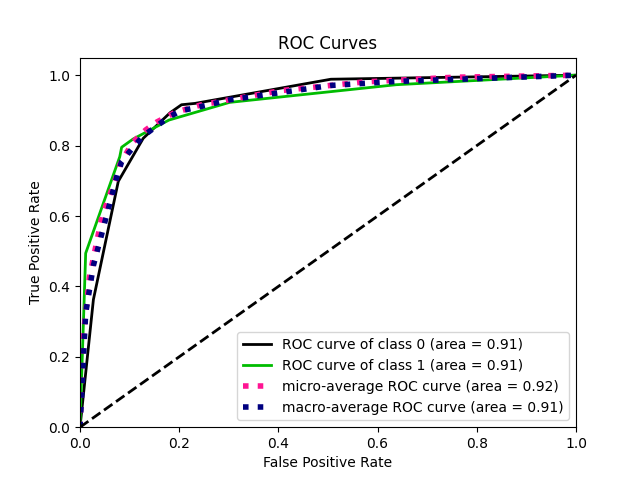 ROC Curves
True Positive Rate
1.0
0.8
0.6
0.4
0.2
0.0
ROC curve of class 0 (area = 0.91)
ROC curve of class 1 (area = 0.91)
micro-average ROC curve (area = 0.92)
macro-average ROC curve (area = 0.91)
0.0 0.2 0.4 0.6 0.8 1.0
False Positive Rate